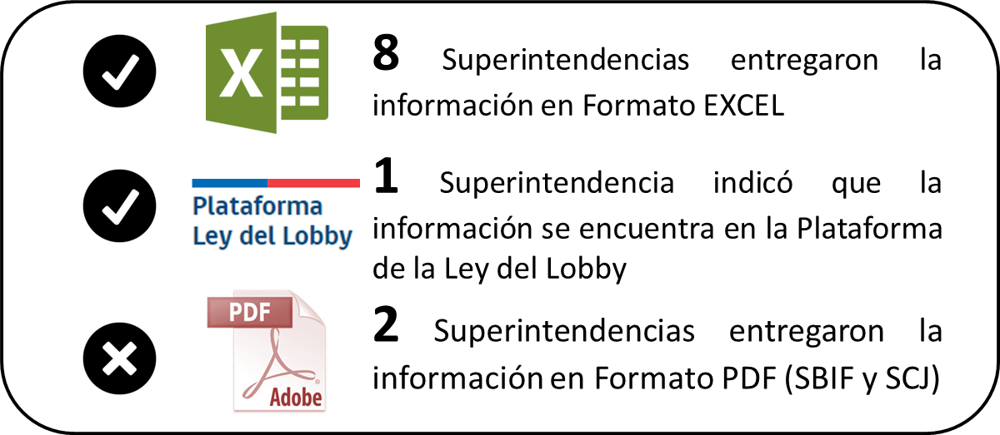 X
8 Superintendencias entregaron la
información en Formato EXCEL
Plataforma
Ley del Lobby
1 Superintendencia indicó que la
información se encuentra en la Plataforma
de la Ley del Lobby
PDF
Adobe®
2 Superintendencias entregaron la
información en Formato PDF (SBIF y SCJ)